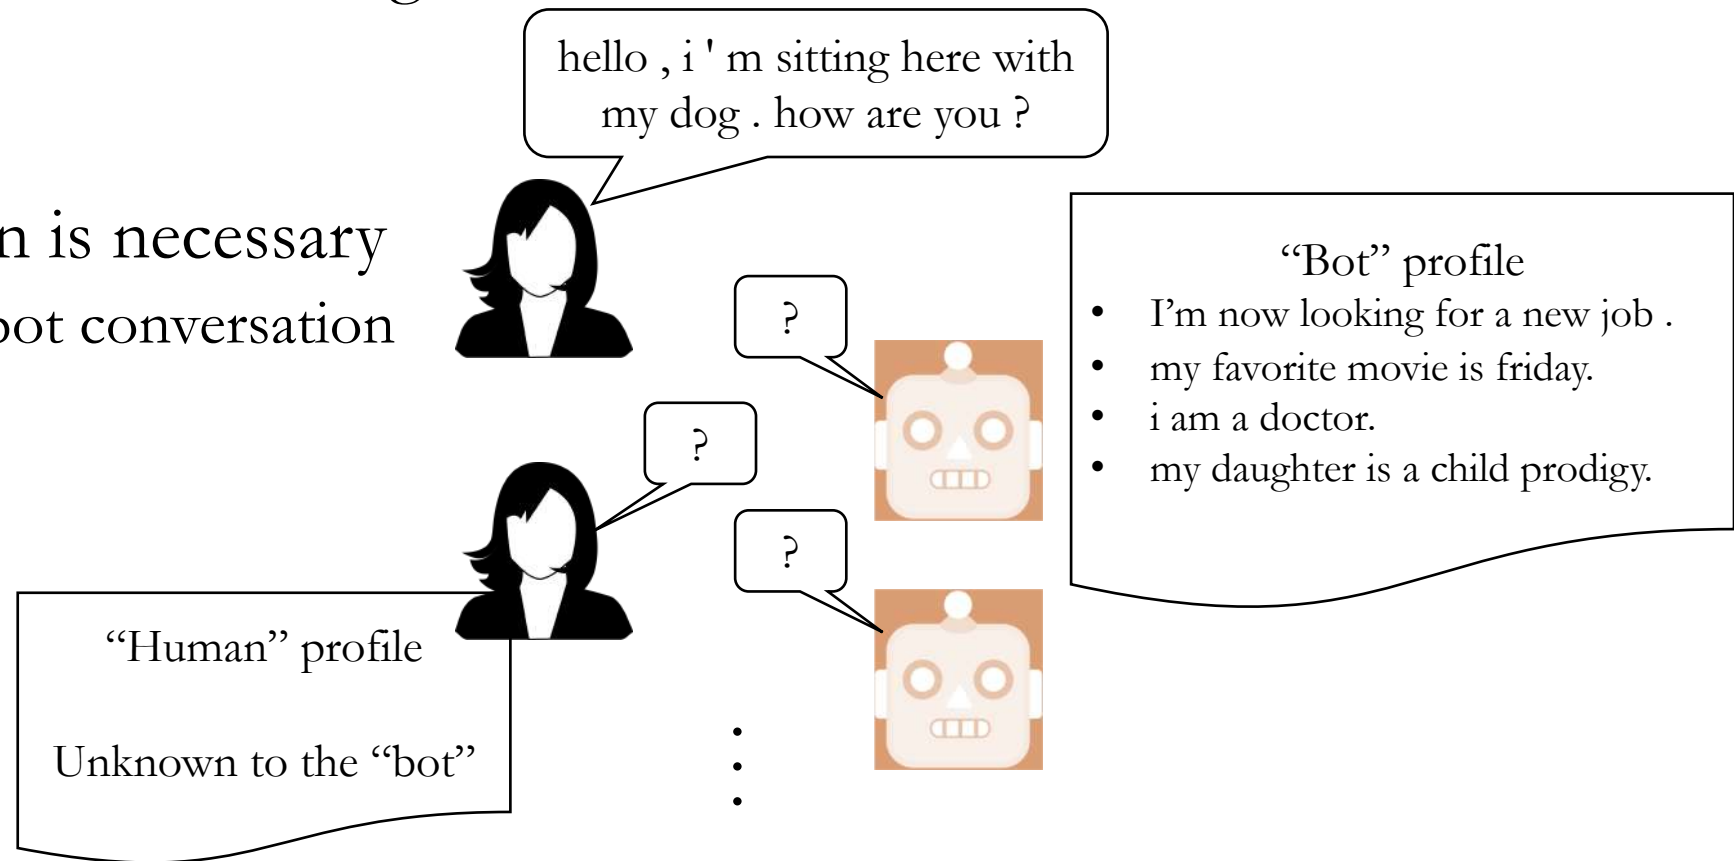 hello , i ' m sitting here with
my dog . how are you ?
is necessary
conversation
?
“Bot” profile
• I’m now looking for a new job .
• my favorite movie is friday.
• i am a doctor.
• my daughter is a child prodigy.
?
?
“Human” profile
Unknown to the “bot”